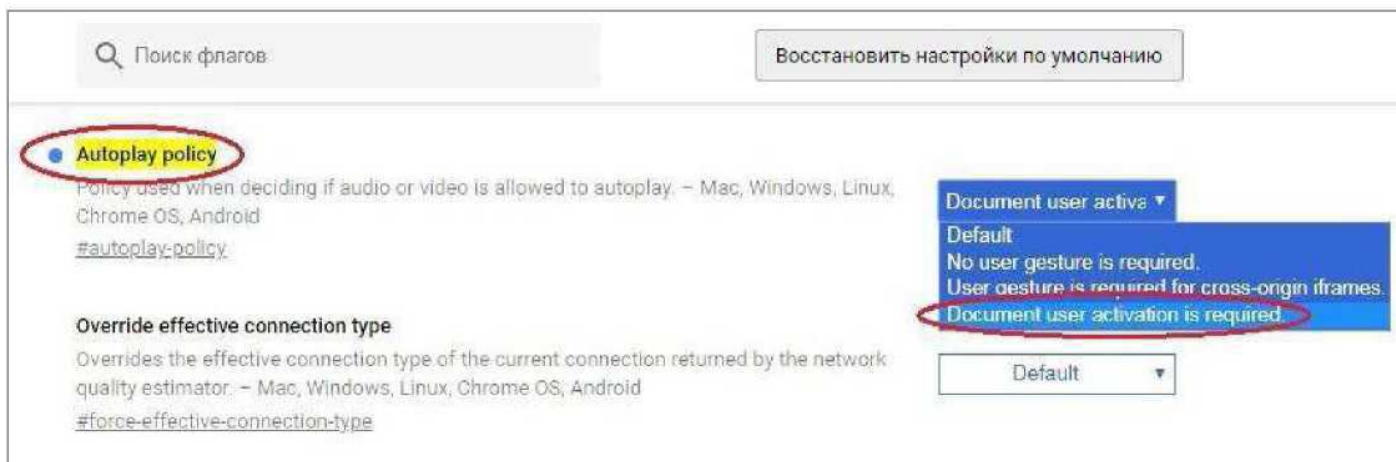 Поиск флагов
Восстановить настройки по умолчанию
Autoplay policy
Policy used when deciding if audio or video is allowed to autoplay. – Mac, Windows, Linux,
Chrome OS, Android
#autoplay-policy
Document user activa
Default
No user gesture is required.
User gesture is required for cross-origin iframes.
Document user activation is required.
Override effective connection type
Overrides the effective connection type of the current connection returned by the network
quality estimator. – Mac, Windows, Linux, Chrome OS, Android
#force-effective-connection-type
Default